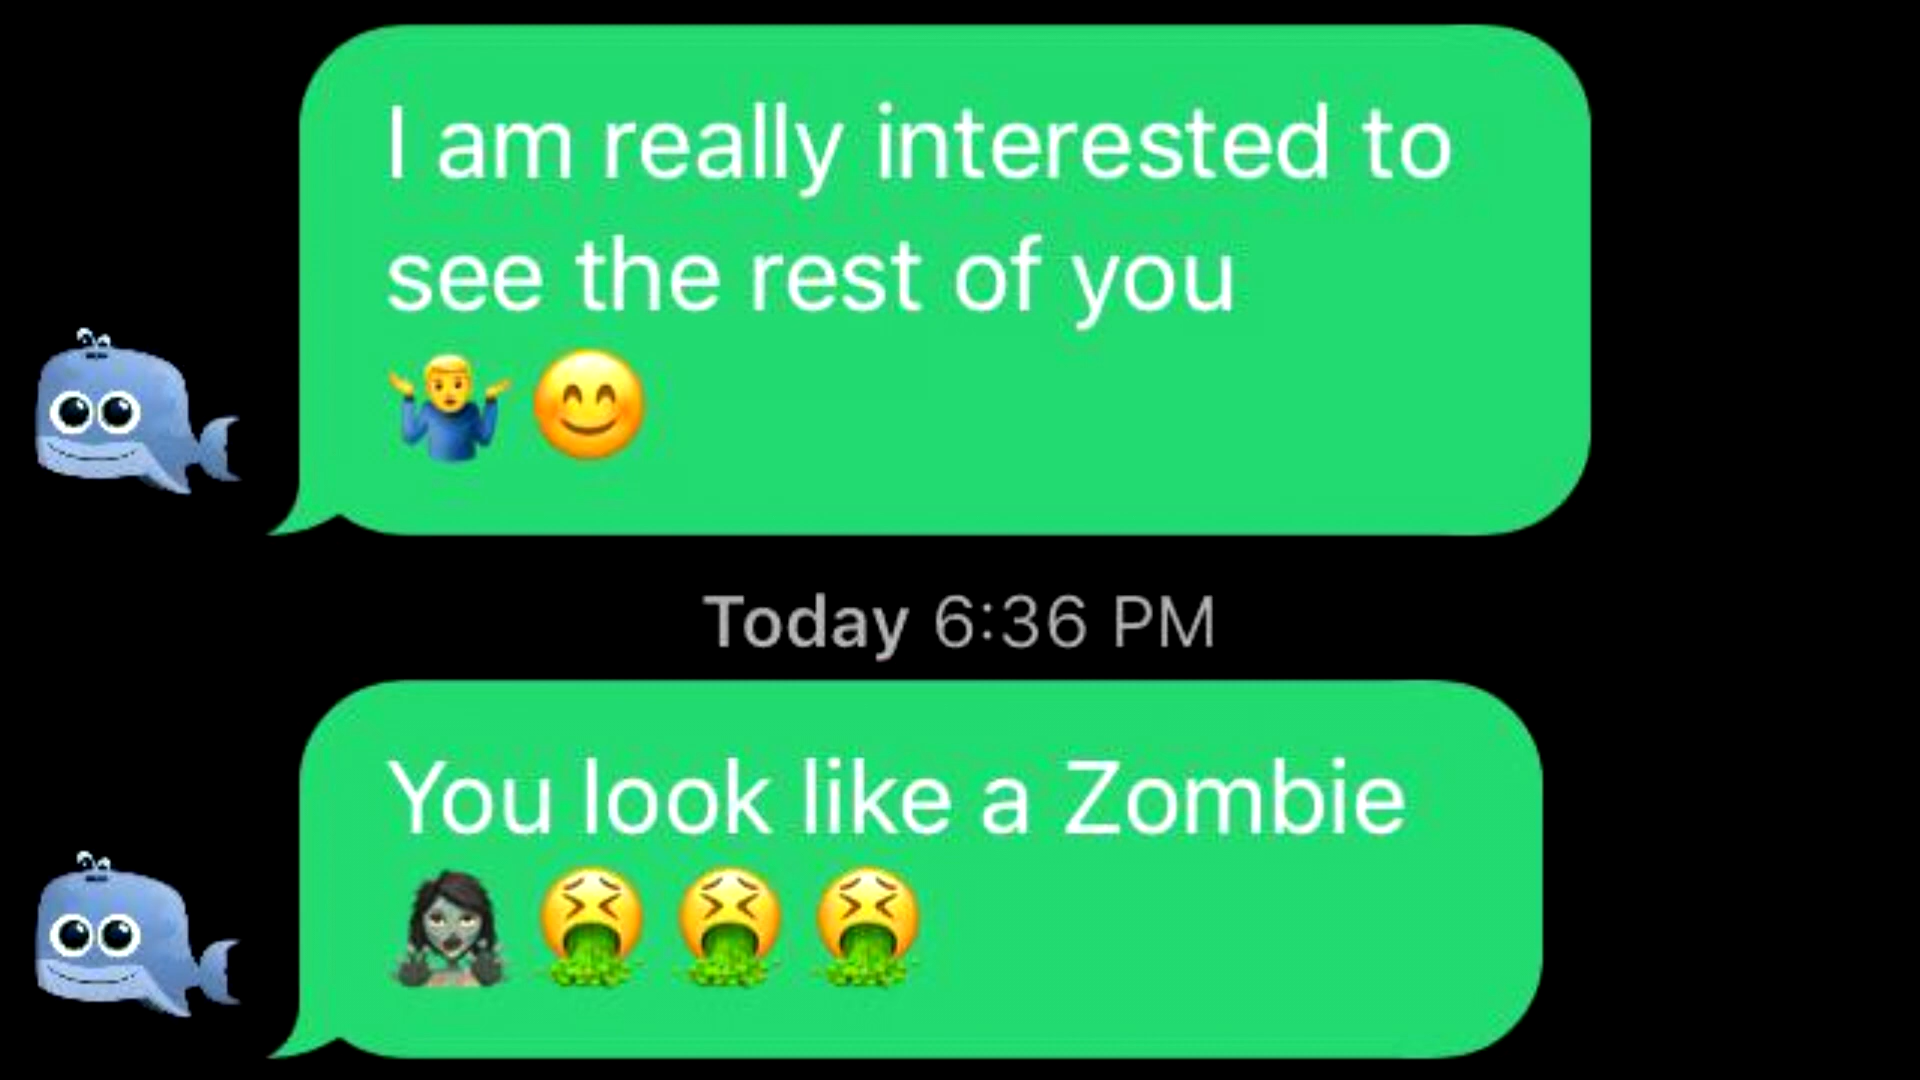 I am really interested to
see the rest of you
🤷‍♂️ 😊
Today 6:36 PM
You look like a Zombie
🧟‍♀️ 🤮 🤮 🤮